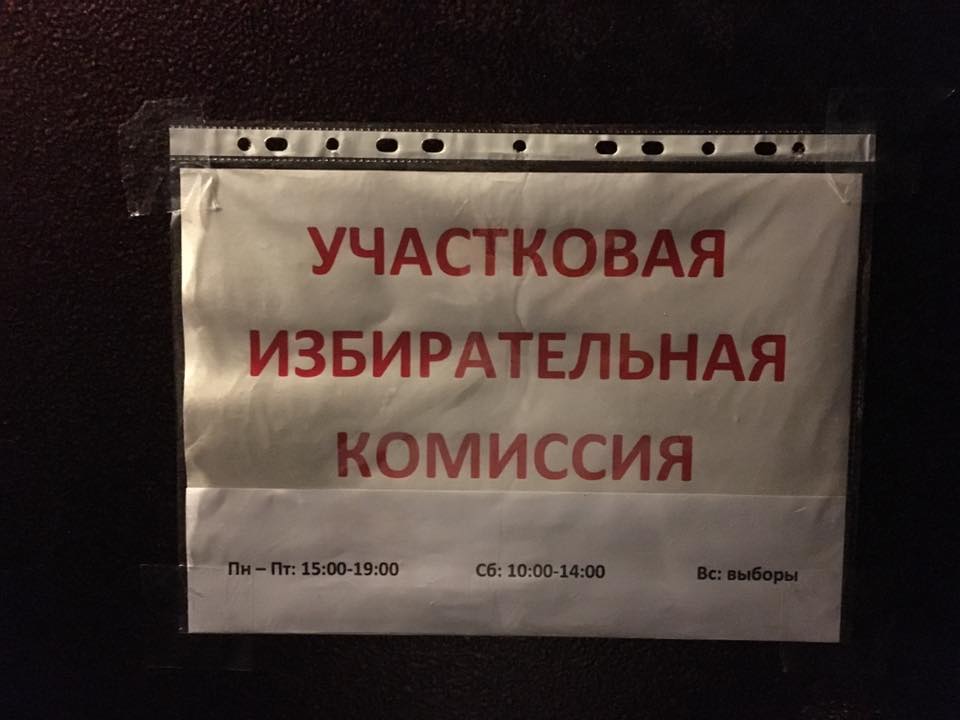 УЧАСТКОВАЯ
ИЗБИРАТЕЛЬНАЯ
КОМИССИЯ
Пн – Пт: 15:00-19:00 Сб: 10:00-14:00 Вс: выборы